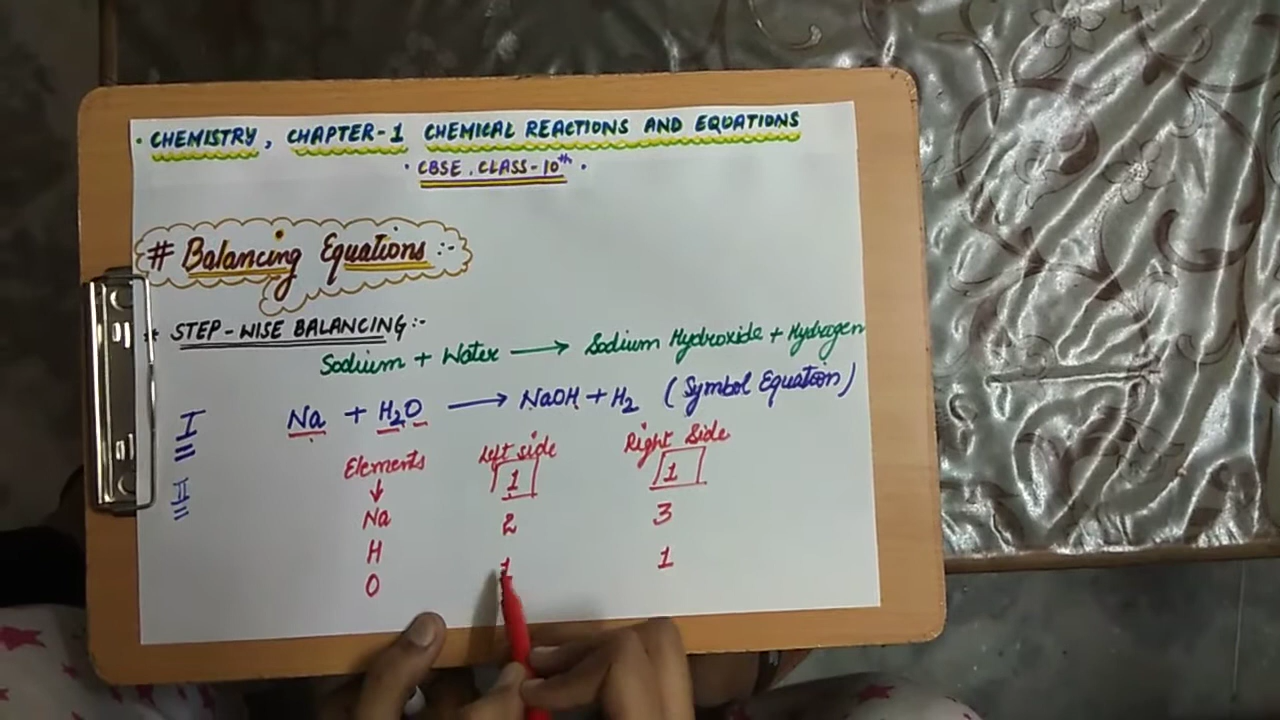 • CHEMISTRY, CHAPTER-1 CHEMICAL REACTIONS AND EQUATIONS
• CBSE. CLASS-10th.
# Balancing Equations :-
* STEP-WISE BALANCING:-
Sodium + Water ⟶ Sodium Hydroxide + Hydrogen
I Na + H2O ⟶ NaOH + H2 (Symbol Equation)
Elements Left side Right Side
II ↓ 1 1
Na 2 3
H 1 1
O